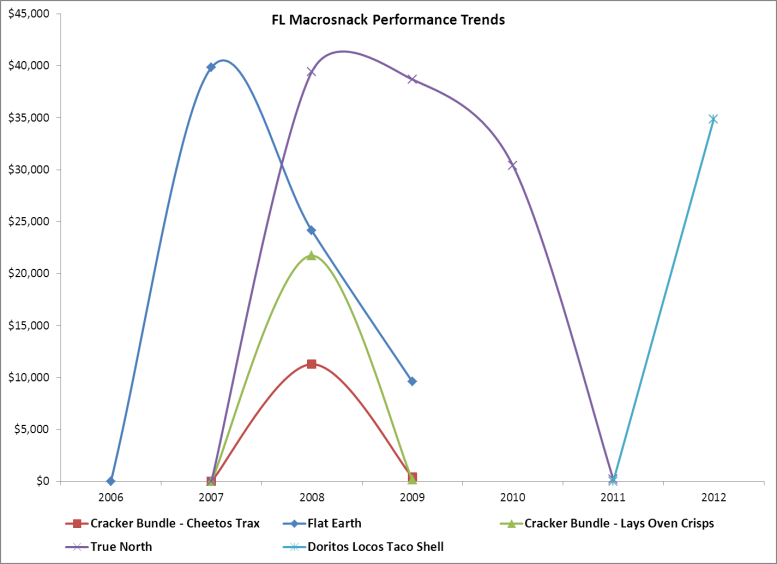 FL Macrosnack Performance Trends
$45,000
$40,000
$35,000
$30,000
$25,000
$20,000
$15,000
$10,000
$5,000
$0
2006 2007 2008 2009 2010 2011 2012
Cracker Bundle - Cheetos Trax Flat Earth Cracker Bundle - Lays Oven Crisps
True North Doritos Locos Taco Shell